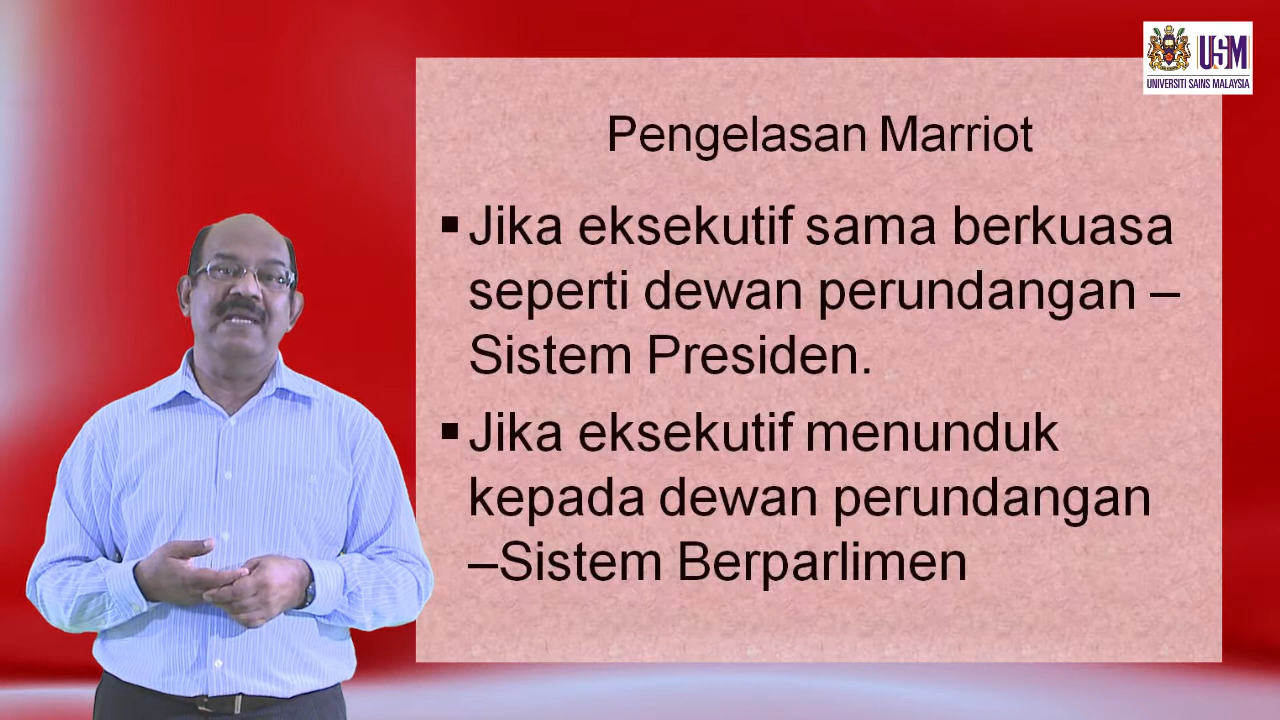 USM
UNIVERSITI SAINS MALAYSIA
Pengelasan Marriot
▪ Jika eksekutif sama berkuasa
seperti dewan perundangan –
Sistem Presiden.
▪ Jika eksekutif menunduk
kepada dewan perundangan
–Sistem Berparlimen